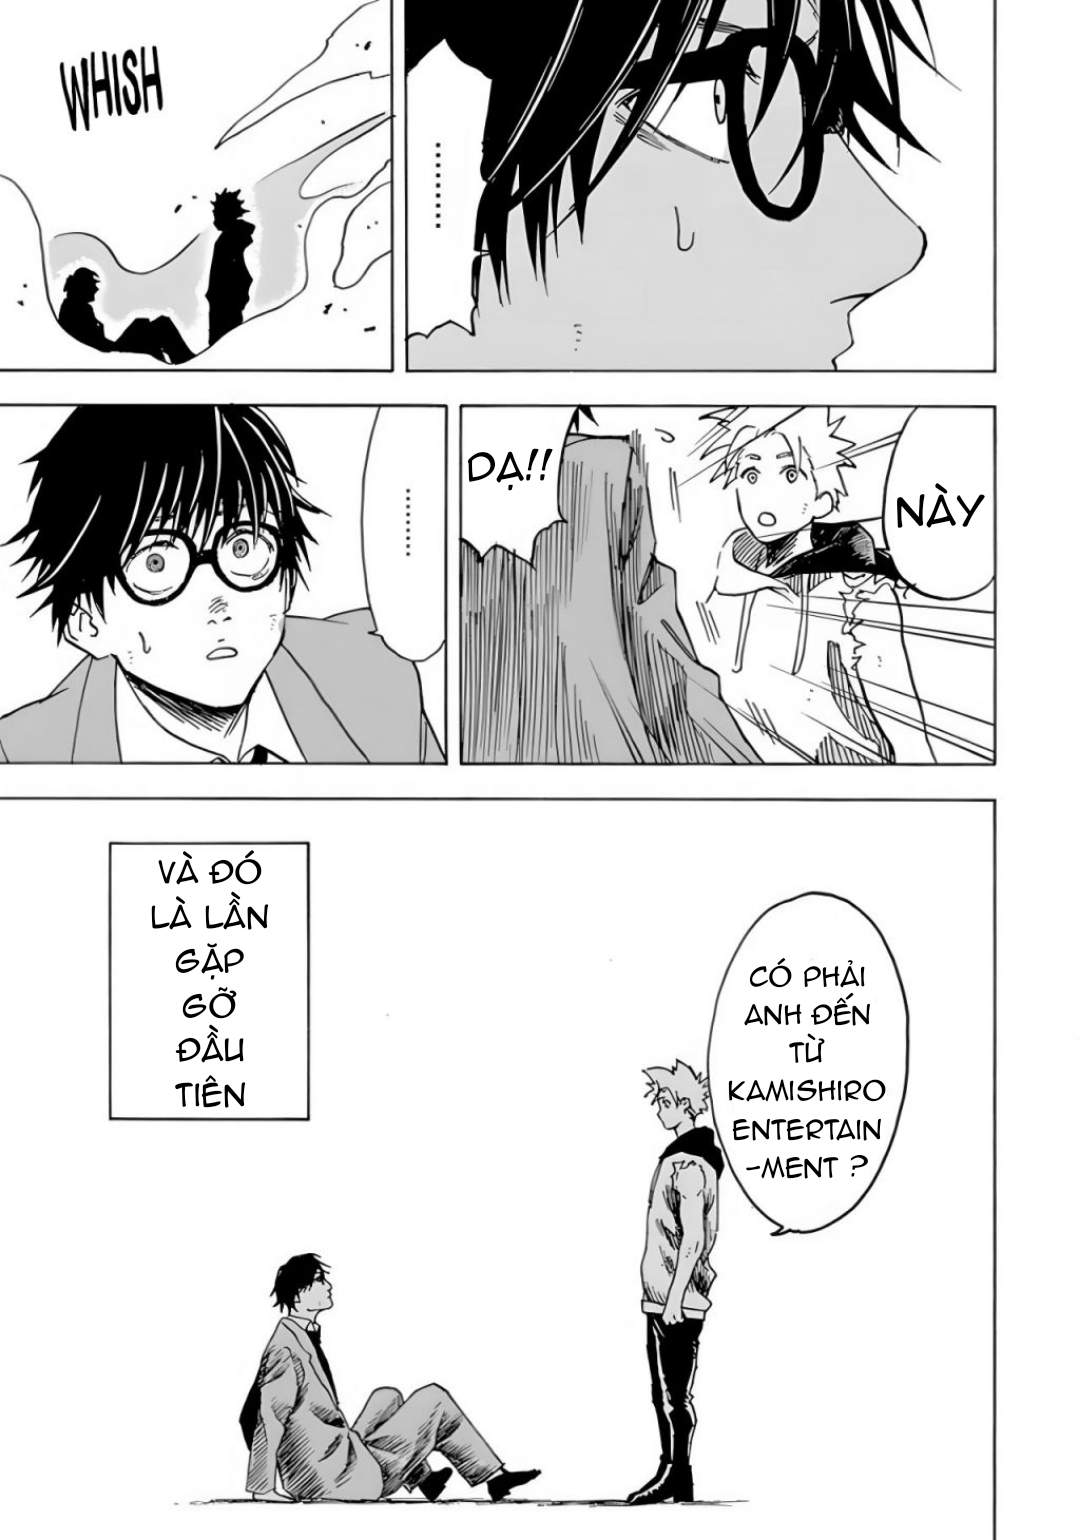 .........
WHISH
NÀY
DẠ!!
.........
CÓ PHẢI
ANH ĐẾN
TỪ
KAMISHIRO
ENTERTAIN
-MENT ?
VÀ ĐÓ
LÀ LẦN
GẶP
GỠ
ĐẦU
TIÊN